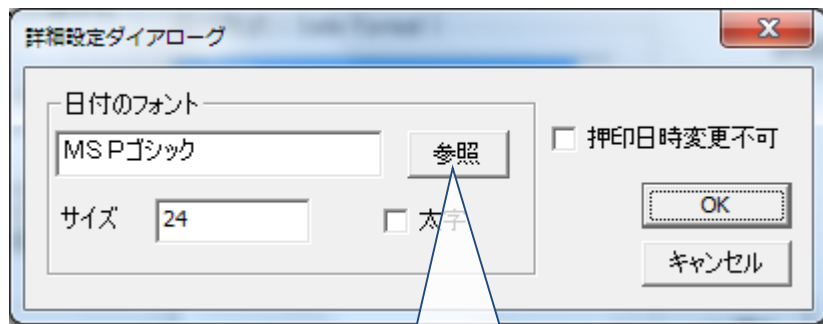 詳細設定ダイアローグ
日付のフォント
MS Pゴシック
参照
押印日時変更不可
サイズ
24
太字
OK
キャンセル